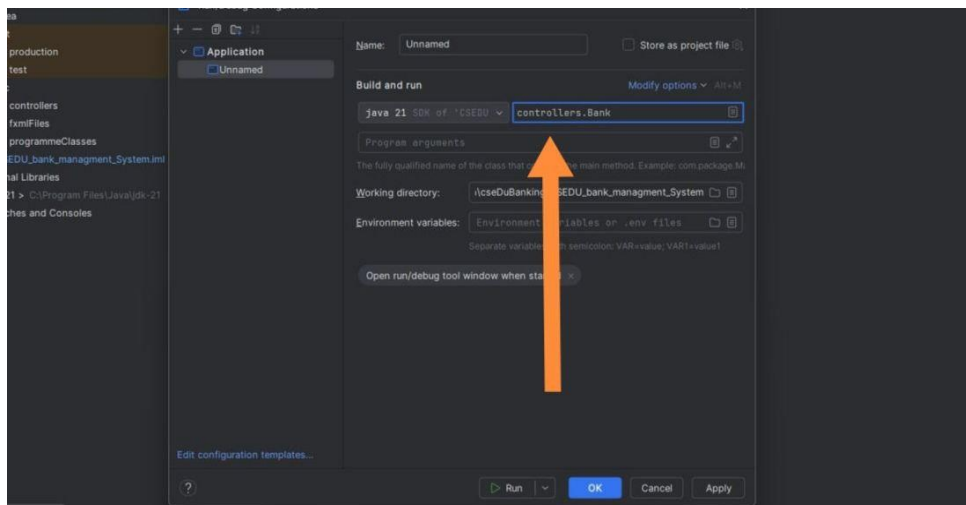 ea
production
test
controllers
fxmlFiles
programmeClasses
EDU_bank_managment_System.iml
nal Libraries
21 > C:\Program Files\Java\jdk-21
ches and Consoles
Application
Unnamed
Name: Unnamed
Store as project file
Build and run
Modify options Alt+M
java 21 SDK of 'CSEDU controllers.Bank
Program arguments
The fully qualified name of the class that the main method. Example: com.package.Ma
Working directory: \cseDuBanking EDU_bank_managment_System
Environment variables: Environment riables or .env files
Separate variable th semicolon: VAR=value; VAR1=value1
Open run/debug tool window when sta
Edit configuration templates...
? Run OK Cancel Apply